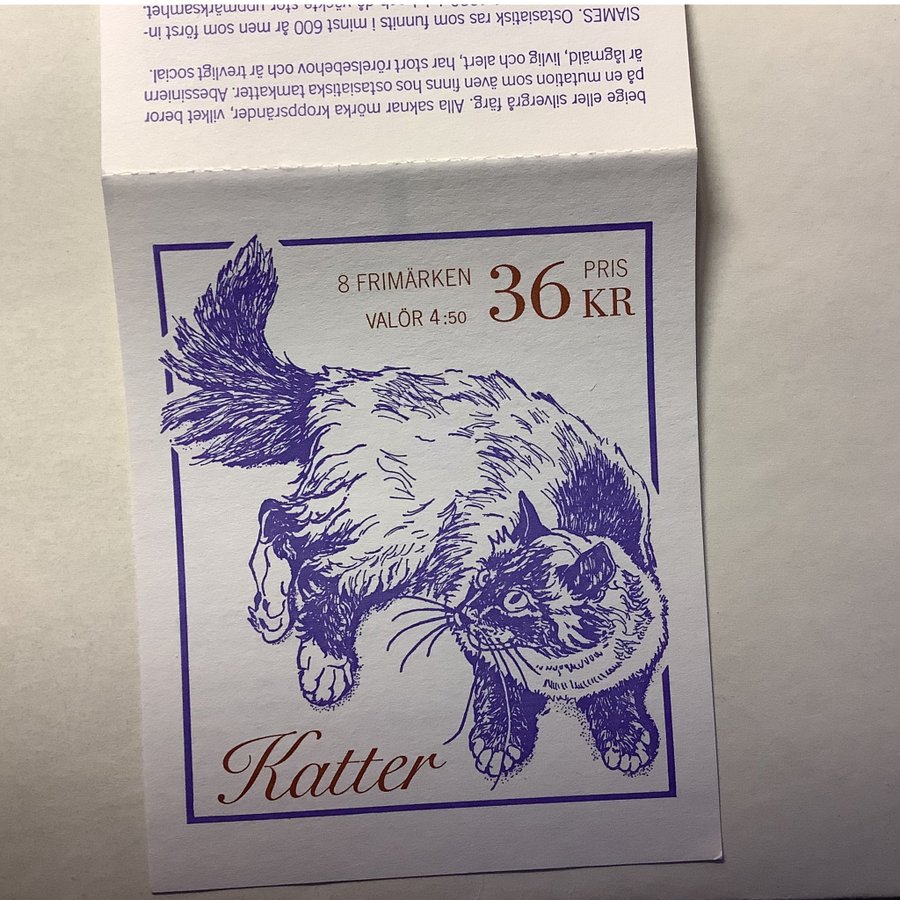 beige eller silvergrå färg. Alla saknar mörka kroppsränder, vilket beror
på en mutation som även finns hos ostasiatiska tamkatter. Abessiniern
är lågmäld, livlig och alert, har stort rörelsebehov och är trevligt social.
SIAMES. Ostasiatisk ras som funnits i minst 600 år men som först in-
och då väckte stor uppmärksamhet.
8 FRIMÄRKEN
VALÖR 4:50
36 PRIS KR
Katter